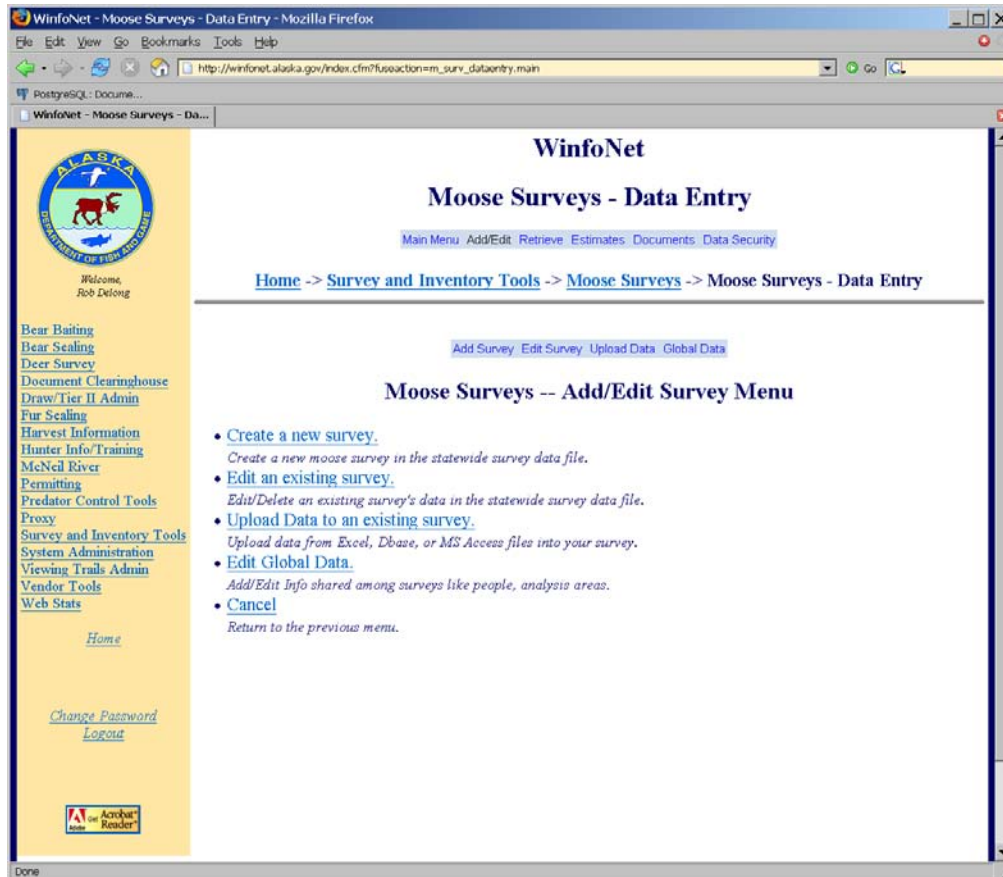 WinfoNet - Moose Surveys - Data Entry - Mozilla Firefox
File Edit View Go Bookmarks Tools Help
http://winfonet.alaska.gov/index.cfm?fuseaction=m_surv_dataentry.main
Go
PostgreSQL: Docume...
WinfoNet - Moose Surveys - Da...
ALASKA
DEPARTMENT OF FISH AND GAME
Welcome,
Rob Delong
Bear Baiting
Bear Sealing
Deer Survey
Document Clearinghouse
Draw/Tier II Admin
Fur Sealing
Harvest Information
Hunter Info/Training
McNeil River
Permitting
Predator Control Tools
Proxy
Survey and Inventory Tools
System Administration
Viewing Trails Admin
Vendor Tools
Web Stats
Home
Change Password
Logout
Adobe
Get Acrobat
Reader
WinfoNet
Moose Surveys - Data Entry
Main Menu Add/Edit Retrieve Estimates Documents Data Security
Home -> Survey and Inventory Tools -> Moose Surveys -> Moose Surveys - Data Entry
Add Survey Edit Survey Upload Data Global Data
Moose Surveys -- Add/Edit Survey Menu
• Create a new survey.
Create a new moose survey in the statewide survey data file.
• Edit an existing survey.
Edit/Delete an existing survey's data in the statewide survey data file.
• Upload Data to an existing survey.
Upload data from Excel, Dbase, or MS Access files into your survey.
• Edit Global Data.
Add/Edit Info shared among surveys like people, analysis areas.
• Cancel
Return to the previous menu.
Done